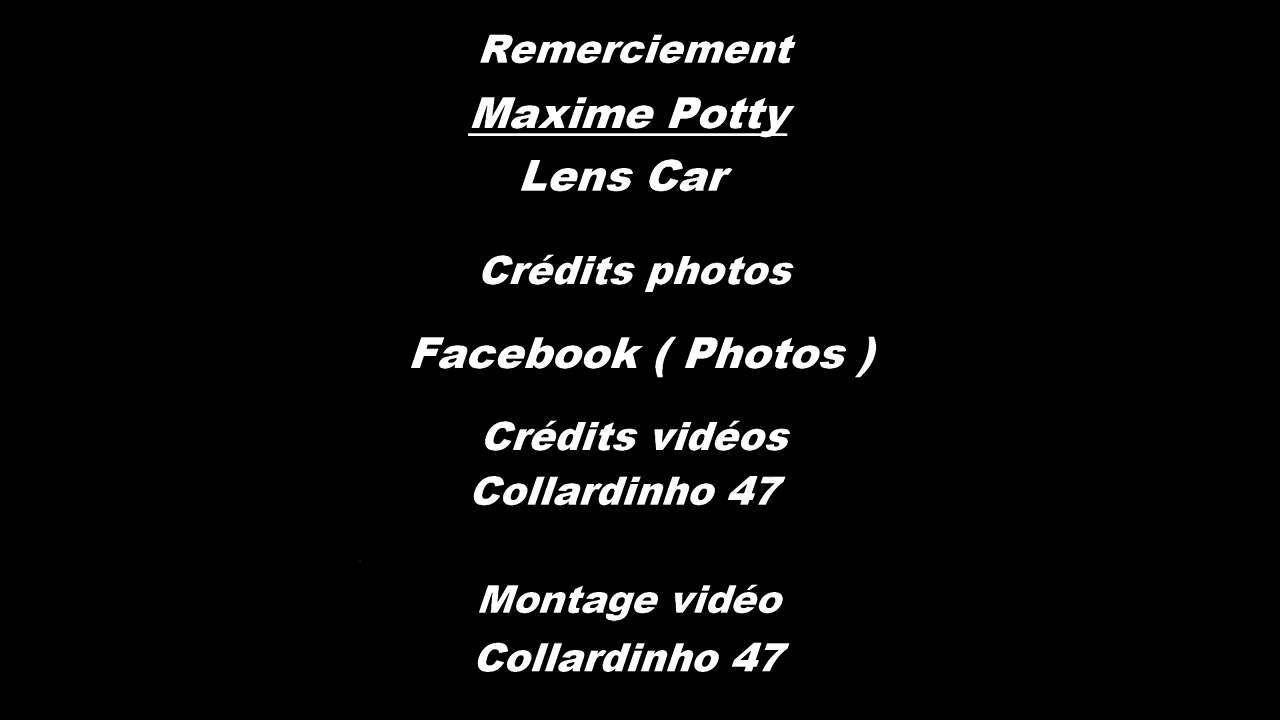 Remerciement
Maxime Potty
Lens Car
Crédits photos
Facebook ( Photos )
Crédits vidéos
Collardinho 47
Montage vidéo
Collardinho 47